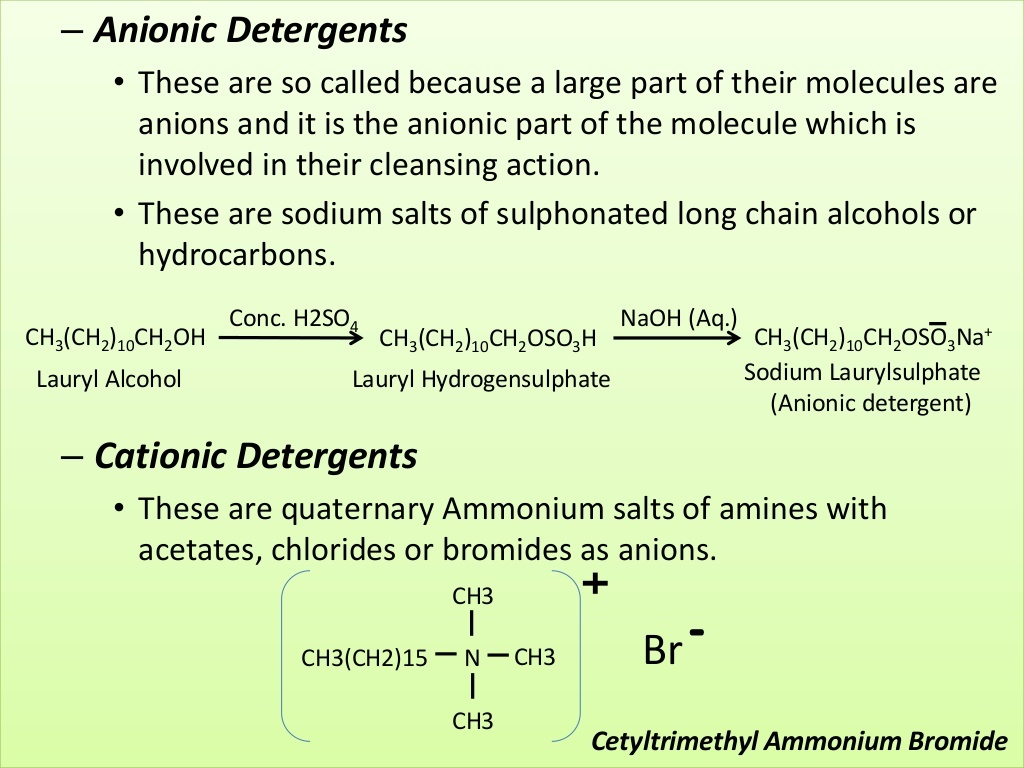 – Anionic Detergents
• These are so called because a large part of their molecules are
anions and it is the anionic part of the molecule which is
involved in their cleansing action.
• These are sodium salts of sulphonated long chain alcohols or
hydrocarbons.
Conc. H2SO₄ NaOH (Aq.)
CH₃(CH₂)₁₀CH₂OH CH₃(CH₂)₁₀CH₂OSO₃H CH₃(CH₂)₁₀CH₂OSO̅₃Na⁺
Lauryl Alcohol Lauryl Hydrogensulphate Sodium Laurylsulphate
(Anionic detergent)
– Cationic Detergents
• These are quaternary Ammonium salts of amines with
acetates, chlorides or bromides as anions.
+
CH3
CH3(CH2)15 – N – CH3 Br -
CH3
Cetyltrimethyl Ammonium Bromide